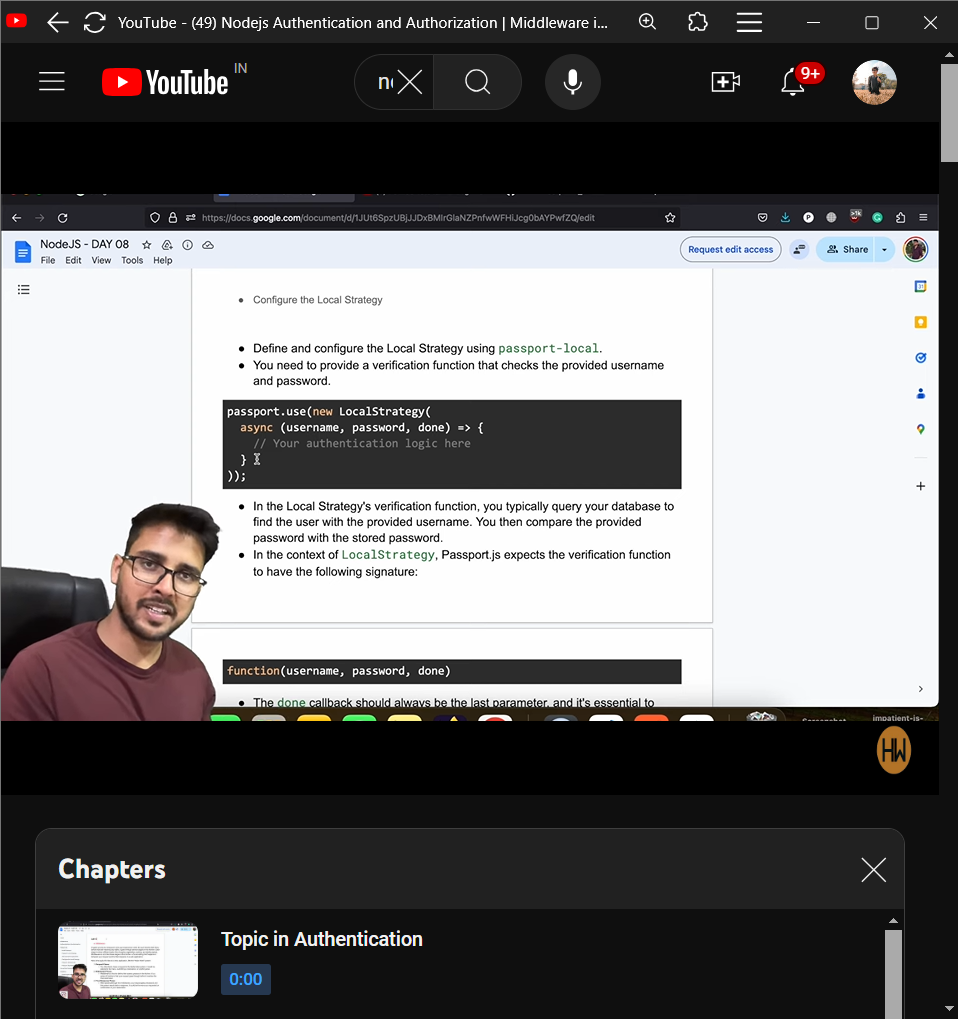 YouTube - (49) Nodejs Authentication and Authorization | Middleware i...
YouTube IN
9+
https://docs.google.com/document/d/1JUt6SpzUBjJJDxBMIrGlaNZPnfwWFHiJcg0bAYPwfZQ/edit
NodeJS - DAY 08
File Edit View Tools Help
Request edit access
Share
● Configure the Local Strategy
● Define and configure the Local Strategy using passport-local.
● You need to provide a verification function that checks the provided username
and password.
passport.use(new LocalStrategy(
async (username, password, done) => {
// Your authentication logic here
}
));
● In the Local Strategy's verification function, you typically query your database to
find the user with the provided username. You then compare the provided
password with the stored password.
● In the context of LocalStrategy, Passport.js expects the verification function
to have the following signature:
function(username, password, done)
● The done callback should always be the last parameter, and it's essential to
Screenshot
impatient-is-
HW
Chapters
Topic in Authentication
0:00